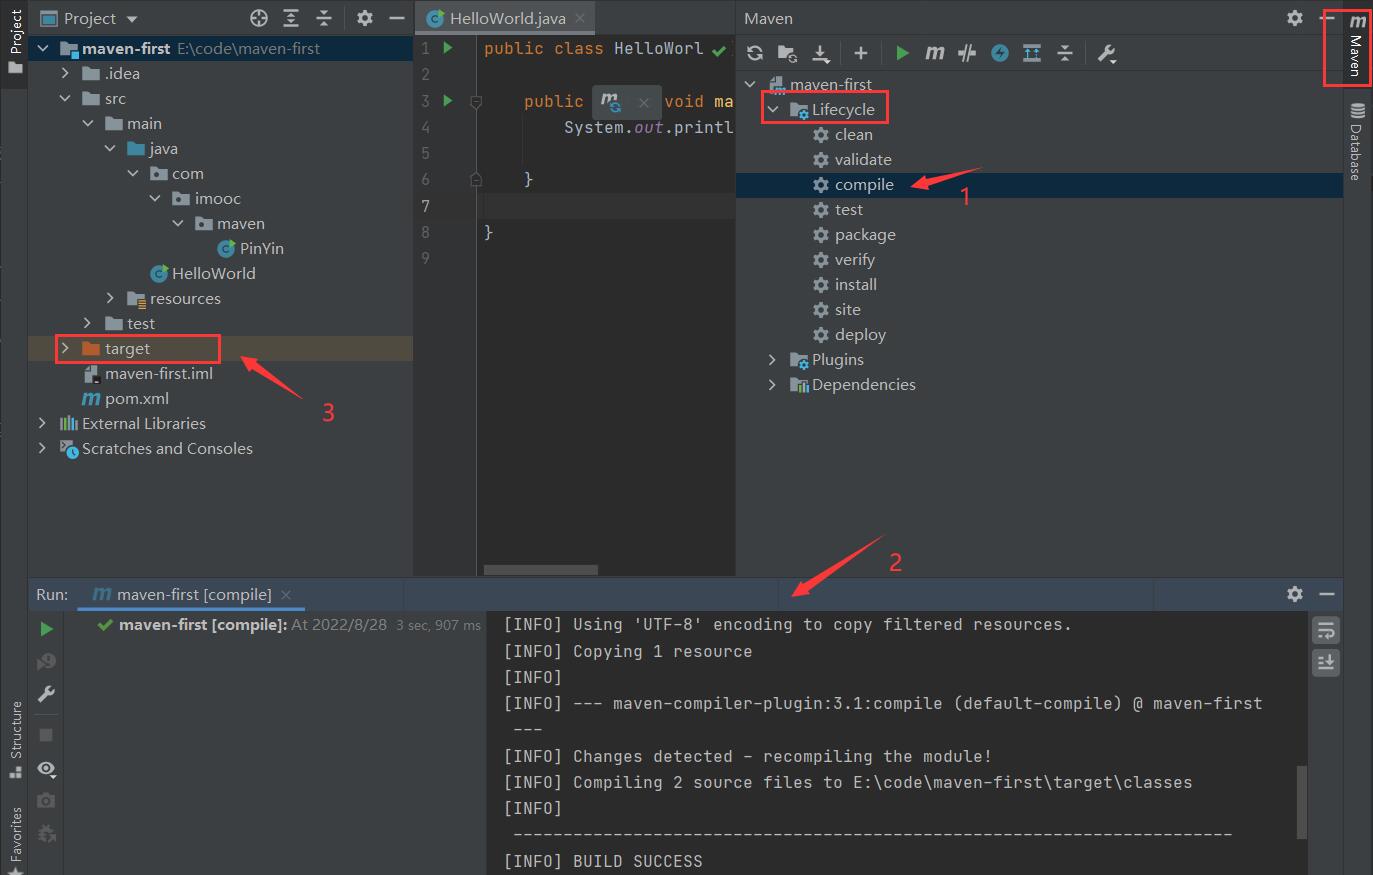 Project
Project
maven-first E:\code\maven-first
.idea
src
main
java
com
imooc
maven
PinYin
HelloWorld
resources
test
target
maven-first.iml
pom.xml
External Libraries
Scratches and Consoles
3
HelloWorld.java
1 public class HelloWorl
2
3 public void ma
4 System.out.printl
5
6 }
7
8 }
9
Maven
maven-first
Lifecycle
clean
validate
compile
1
test
package
verify
install
site
deploy
Plugins
Dependencies
Maven
Database
2
Run: maven-first [compile]
maven-first [compile]: At 2022/8/28 3 sec, 907 ms
[INFO] Using 'UTF-8' encoding to copy filtered resources.
[INFO] Copying 1 resource
[INFO]
[INFO] --- maven-compiler-plugin:3.1:compile (default-compile) @ maven-first
---
[INFO] Changes detected - recompiling the module!
[INFO] Compiling 2 source files to E:\code\maven-first\target\classes
[INFO]
------------------------------------------------------------------------
[INFO] BUILD SUCCESS
Structure
Favorites